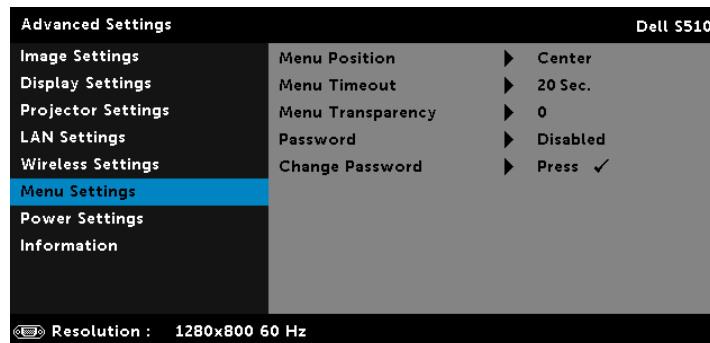 Advanced Settings Dell S510
Image Settings Menu Position Center
Display Settings Menu Timeout 20 Sec.
Projector Settings Menu Transparency 0
LAN Settings Password Disabled
Wireless Settings Change Password Press ✓
Menu Settings
Power Settings
Information
Resolution : 1280x800 60 Hz